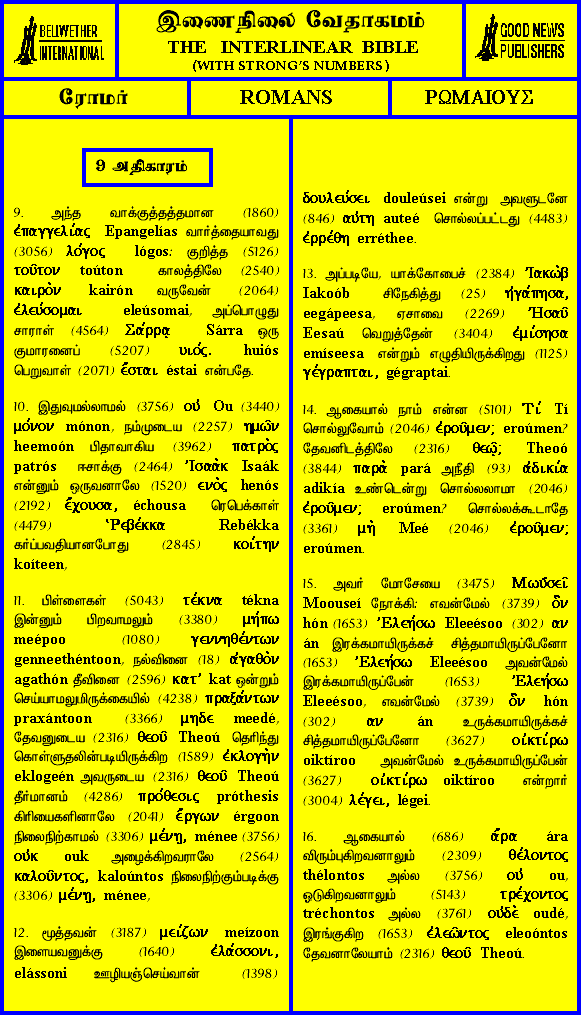 BELLWETHER
INTERNATIONAL
இணைநிலை வேதாகமம்
THE INTERLINEAR BIBLE
(WITH STRONG'S NUMBERS)
GOOD NEWS
PUBLISHERS
ரோமர்
ROMANS
ΡΩΜΑΙΟΥΣ
9 அதிகாரம்
9. அந்த வாக்குத்தத்தமான (1860)
ἐπαγγελίας Epangelías வார்த்தையாவது
(3056) λόγος lógos: குறித்த (5126)
τοῦτον toúton காலத்திலே (2540)
καιρὸν kairón வருவேன் (2064)
ἐλεύσομαι eleúsomai, அப்பொழுது
சாராள் (4564) Σάρρᾳ Sárra ஒரு
குமாரனைப் (5207) υιός. huiós
பெறுவாள் (2071) ἔσται éstai என்பதே.
10. இதுவுமல்லாமல் (3756) οὐ Ou (3440)
μόνον mónon, நம்முடைய (2257) ημῶν
heemoón பிதாவாகிய (3962) πατρὸς
patrós ஈசாக்கு (2464) Ἰσαὰκ Isaák
என்னும் ஒருவனாலே (1520) ενὸς henós
(2192) ἔχουσα, échousa ரெபெக்காள்
(4479) Ῥεβέκκα Rebékka
கர்ப்பவதியானபோது (2845) κοίτην
koíteen,
11. பிள்ளைகள் (5043) τέκνα tékna
இன்னும் பிறவாமலும் (3380) μήπω
meépoo (1080) γεννηθέντων
genneethéntoon, நல்வினை (18) ἀγαθὸν
agathón தீவினை (2596) κατ' kat ஒன்றும்
செய்யாமலுமிருக்கையில் (4238) πραξάντων
praxántoon (3366) μηδε meedé,
தேவனுடைய (2316) θεοῦ Theoú தெரிந்து
கொள்ளுதலின்படியிருக்கிற (1589) ἐκλογὴν
eklogeén அவருடைய (2316) θεοῦ Theoú
தீர்மானம் (4286) πρόθεσις próthesis
கிரியைகளினாலே (2041) ἔργων érgoon
நிலைநிற்காமல் (3306) μένῃ, ménee (3756)
οὐκ ouk அழைக்கிறவராலே (2564)
καλοῦντος, kaloúntos நிலைநிற்கும்படிக்கு
(3306) μένῃ, ménee,
12. மூத்தவன் (3187) μείζων meízoon
இளையவனுக்கு (1640) ἐλάσσονι,
elássoni ஊழியஞ்செய்வான் (1398)
δουλεύσει douleúsei என்று அவளுடனே
(846) αύτη auteé சொல்லப்பட்டது (4483)
ἐρρέθη erréthee.
13. அப்படியே, யாக்கோபைச் (2384) Ἰακὼβ
Iakoób சிநேகித்து (25) ἠγάπησα,
eegápeesa, ஏசாவை (2269) Ἠσαῦ
Eesaú வெறுத்தேன் (3404) ἐμίσησα
emíseesa என்றும் எழுதியிருக்கிறது (1125)
γέγραπται, gégraptai.
14. ஆகையால் நாம் என்ன (5101) Τί Tí
சொல்லுவோம் (2046) ἐροῦμεν; eroúmen?
தேவனிடத்திலே (2316) θεῷ; Theoó
(3844) παρὰ pará அநீதி (93) ἀδικία
adikía உண்டென்று சொல்லலாமா (2046)
ἐροῦμεν; eroúmen? சொல்லக்கூடாதே
(3361) μὴ Meé (2046) ἐροῦμεν;
eroúmen.
15. அவர் மோசேயை (3475) Μωϋσεῖ
Moouseí நோக்கி: எவன்மேல் (3739) ὃν
hón (1653) Ἐλεήσω Eleeésoo (302) αν
án இரக்கமாயிருக்கச் சித்தமாயிருப்பேனோ
(1653) Ἐλεήσω Eleeésoo அவன்மேல்
இரக்கமாயிருப்பேன் (1653) Ἐλεήσω
Eleeésoo, எவன்மேல் (3739) ὃν hón
(302) αν án உருக்கமாயிருக்கச்
சித்தமாயிருப்பேனோ (3627) οἰκτίρω
oiktíroo அவன்மேல் உருக்கமாயிருப்பேன்
(3627) οἰκτίρω oiktíroo என்றார்
(3004) λέγει, légei.
16. ஆகையால் (686) ἄρα ára
விரும்புகிறவனாலும் (2309) θέλοντος
thélontos அல்ல (3756) οὐ ou,
ஓடுகிறவனாலும் (5143) τρέχοντος
tréchontos அல்ல (3761) οὐδὲ oudé,
இரங்குகிற (1653) ἐλεῶντος eleoóntos
தேவனாலேயாம் (2316) θεοῦ Theoú.